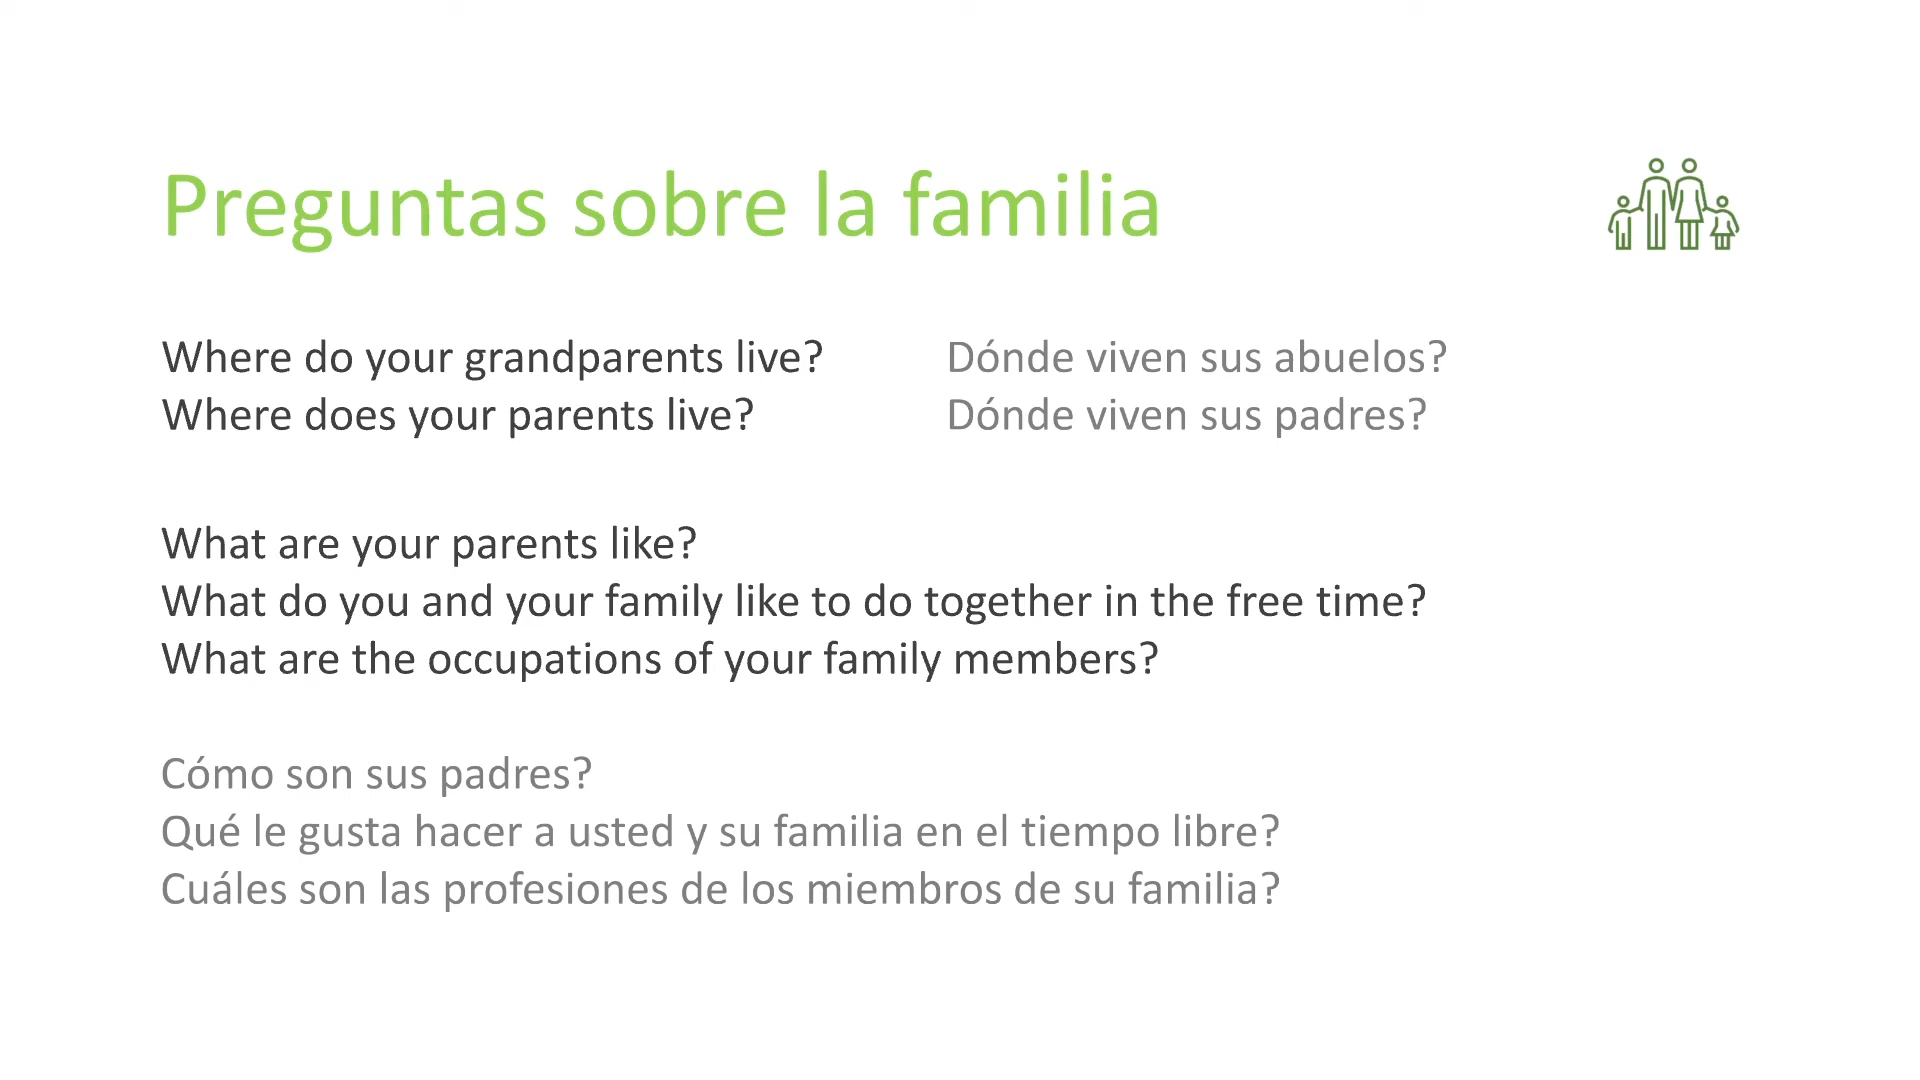 Preguntas sobre la familia
Where do your grandparents live?
Dónde viven sus abuelos?
Where does your parents live?
Dónde viven sus padres?
What are your parents like?
What do you and your family like to do together in the free time?
What are the occupations of your family members?
Cómo son sus padres?
Qué le gusta hacer a usted y su familia en el tiempo libre?
Cuáles son las profesiones de los miembros de su familia?